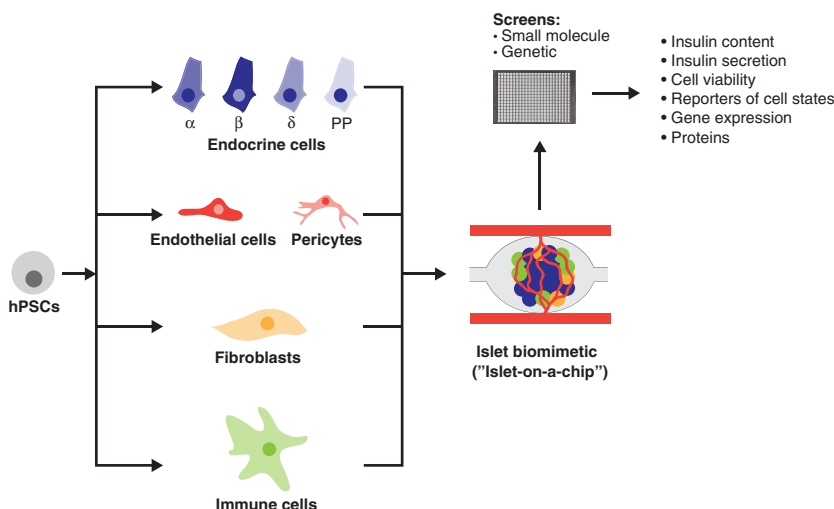 Screens:
• Small molecule
• Genetic
• Insulin content
• Insulin secretion
• Cell viability
• Reporters of cell states
• Gene expression
• Proteins
α β δ PP
Endocrine cells
Endothelial cells Pericytes
hPSCs
Fibroblasts
Islet biomimetic
(”Islet-on-a-chip”)
Immune cells